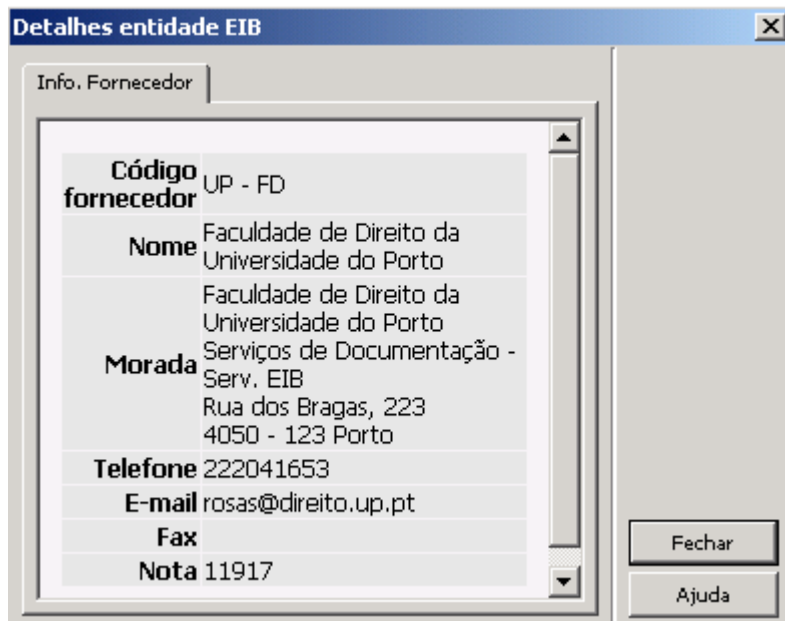 Detalhes entidade EIB
Info. Fornecedor
Código fornecedor UP - FD
Nome Faculdade de Direito da
Universidade do Porto
Morada Faculdade de Direito da
Universidade do Porto
Serviços de Documentação -
Serv. EIB
Rua dos Bragas, 223
4050 - 123 Porto
Telefone 222041653
E-mail rosas@direito.up.pt
Fax
Nota 11917
Fechar
Ajuda